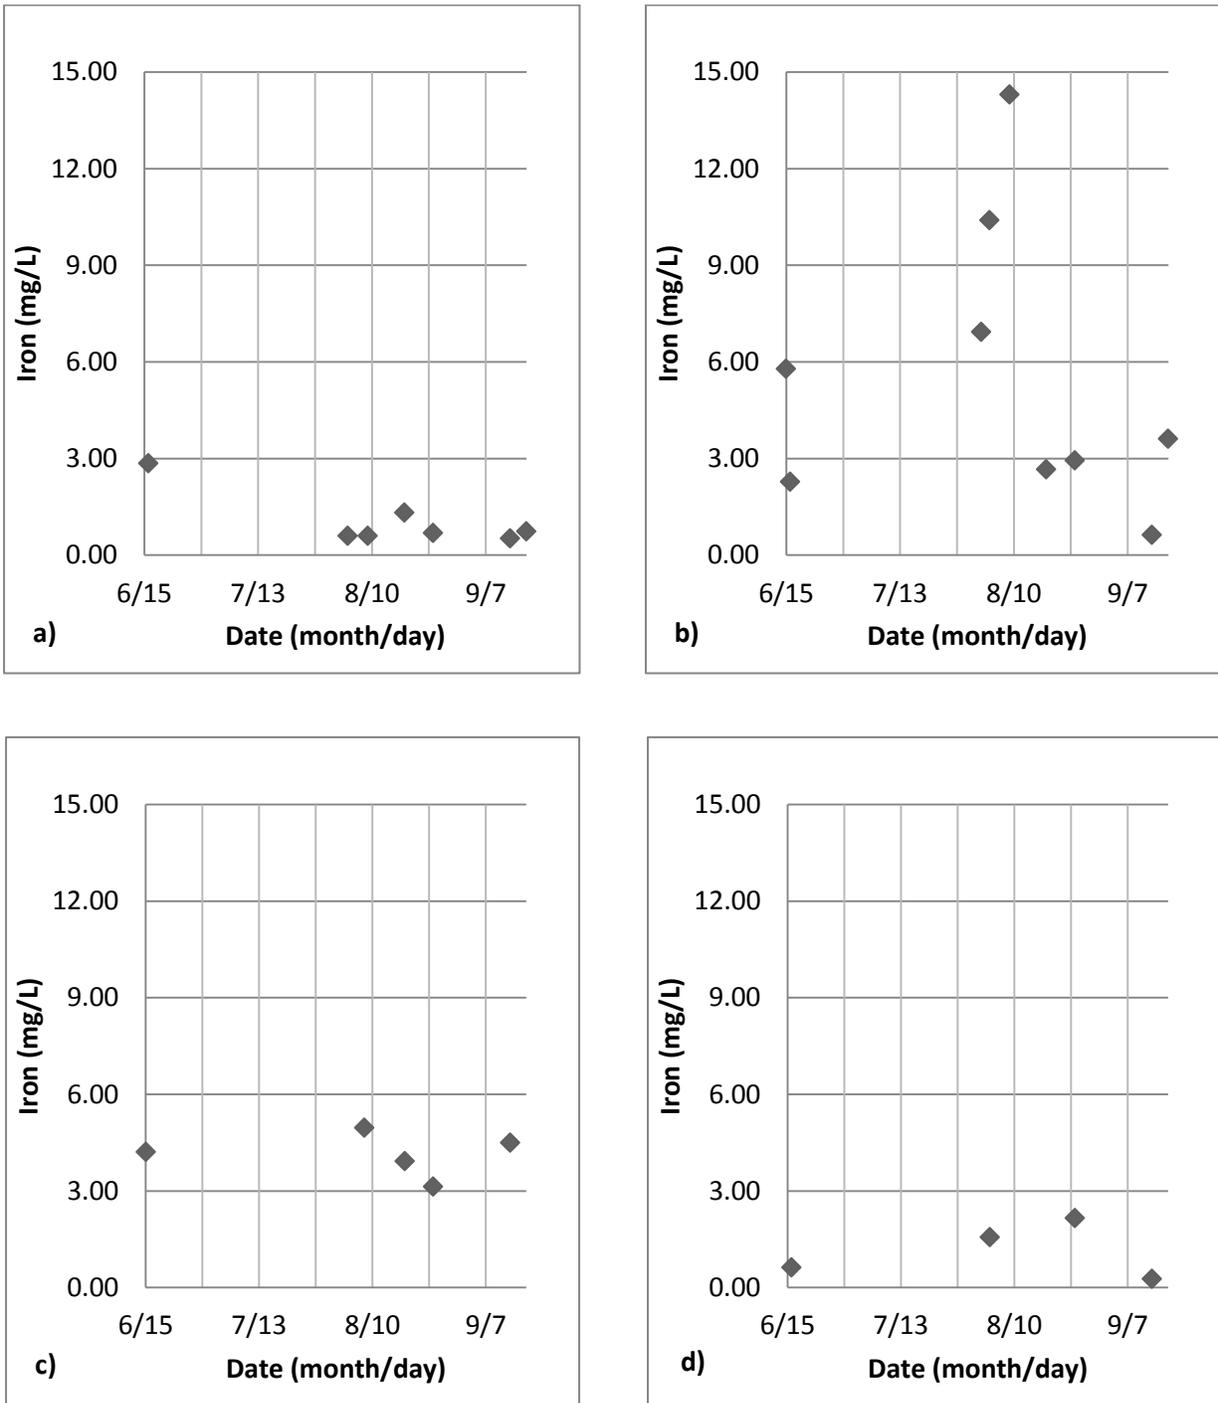 15.00
12.00
9.00
6.00
3.00
0.00
Iron (mg/L)
6/15 7/13 8/10 9/7
a) Date (month/day)
15.00
12.00
9.00
6.00
3.00
0.00
Iron (mg/L)
6/15 7/13 8/10 9/7
b) Date (month/day)
15.00
12.00
9.00
6.00
3.00
0.00
Iron (mg/L)
6/15 7/13 8/10 9/7
c) Date (month/day)
15.00
12.00
9.00
6.00
3.00
0.00
Iron (mg/L)
6/15 7/13 8/10 9/7
d) Date (month/day)